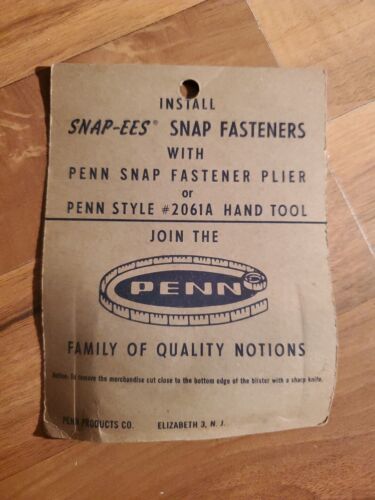 INSTALL
SNAP-EES® SNAP FASTENERS
WITH
PENN SNAP FASTENER PLIER
or
PENN STYLE #2061A HAND TOOL
JOIN THE
PENN
FAMILY OF QUALITY NOTIONS
Notice: To remove the merchandise cut close to the bottom edge of the blister with a sharp knife.
PENN PRODUCTS CO. ELIZABETH 3, N. J.